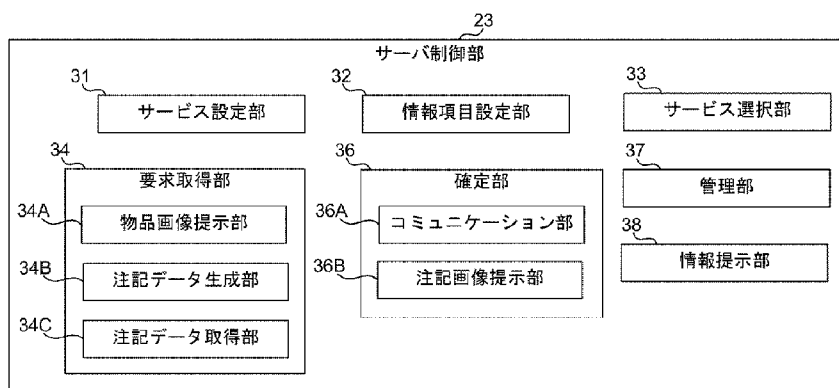 23
サーバ制御部
31
サービス設定部
32
情報項目設定部
33
サービス選択部
34
要求取得部
34A
物品画像提示部
34B
注記データ生成部
34C
注記データ取得部
36
確定部
36A
コミュニケーション部
36B
注記画像提示部
37
管理部
38
情報提示部